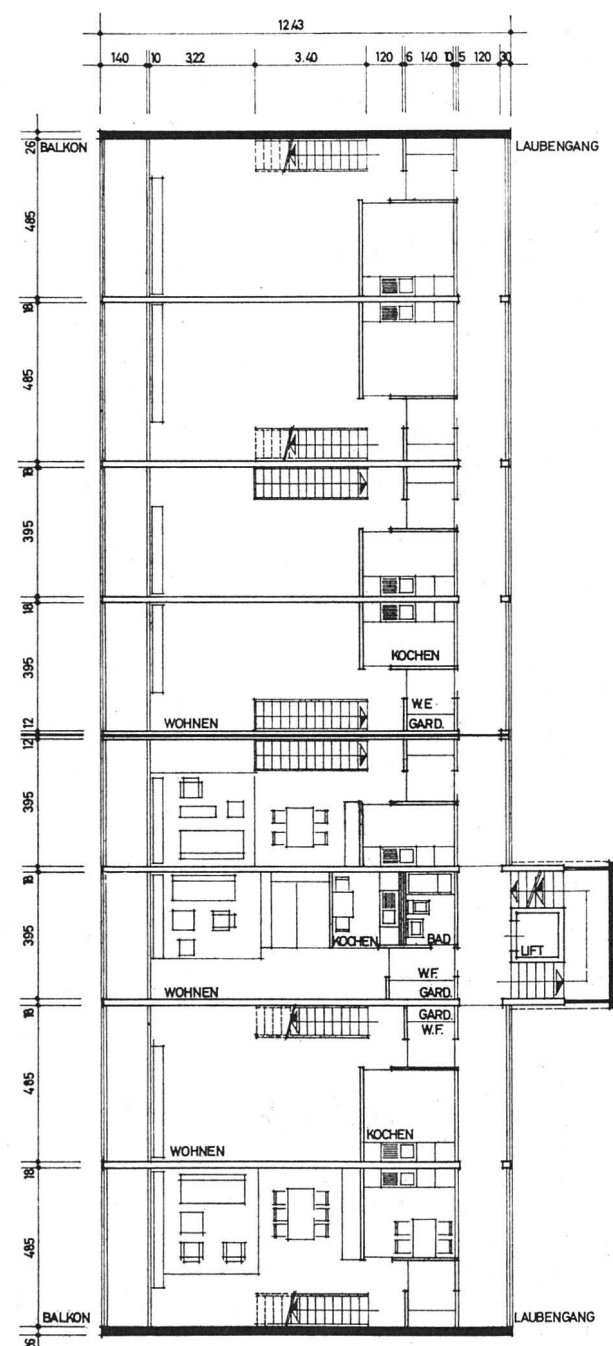 12.43
140 10 3.22 3.40 120 6 140 10 5 120 30
26
BALKON LAUBENGANG
485
18
485
18
395
18
KOCHEN
395
W.E.
WOHNEN GARD.
12
12
395
18
395
KOCHEN BAD LIFT
W.F.
WOHNEN GARD.
18
GARD.
W.F.
485
KOCHEN
WOHNEN
18
485
BALKON LAUBENGANG
26